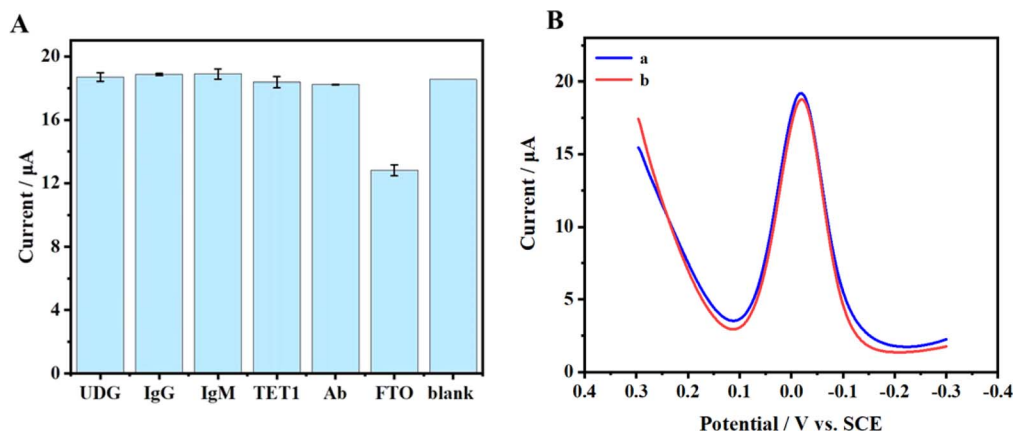 A
Current / μA
20
16
12
8
4
0
UDG IgG IgM TET1 Ab FTO blank
B
Current / μA
20
15
10
5
0
a
b
0.4 0.3 0.2 0.1 0.0 -0.1 -0.2 -0.3 -0.4
Potential / V vs. SCE